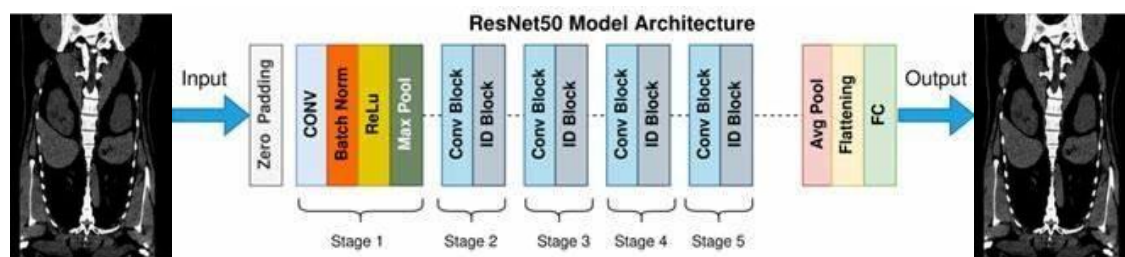 ResNet50 Model Architecture
Input
Zero Padding
CONV
Batch Norm
ReLu
Max Pool
Conv Block
ID Block
Conv Block
ID Block
Conv Block
ID Block
Conv Block
ID Block
Avg Pool
Flattening
FC
Output
Stage 1
Stage 2
Stage 3
Stage 4
Stage 5